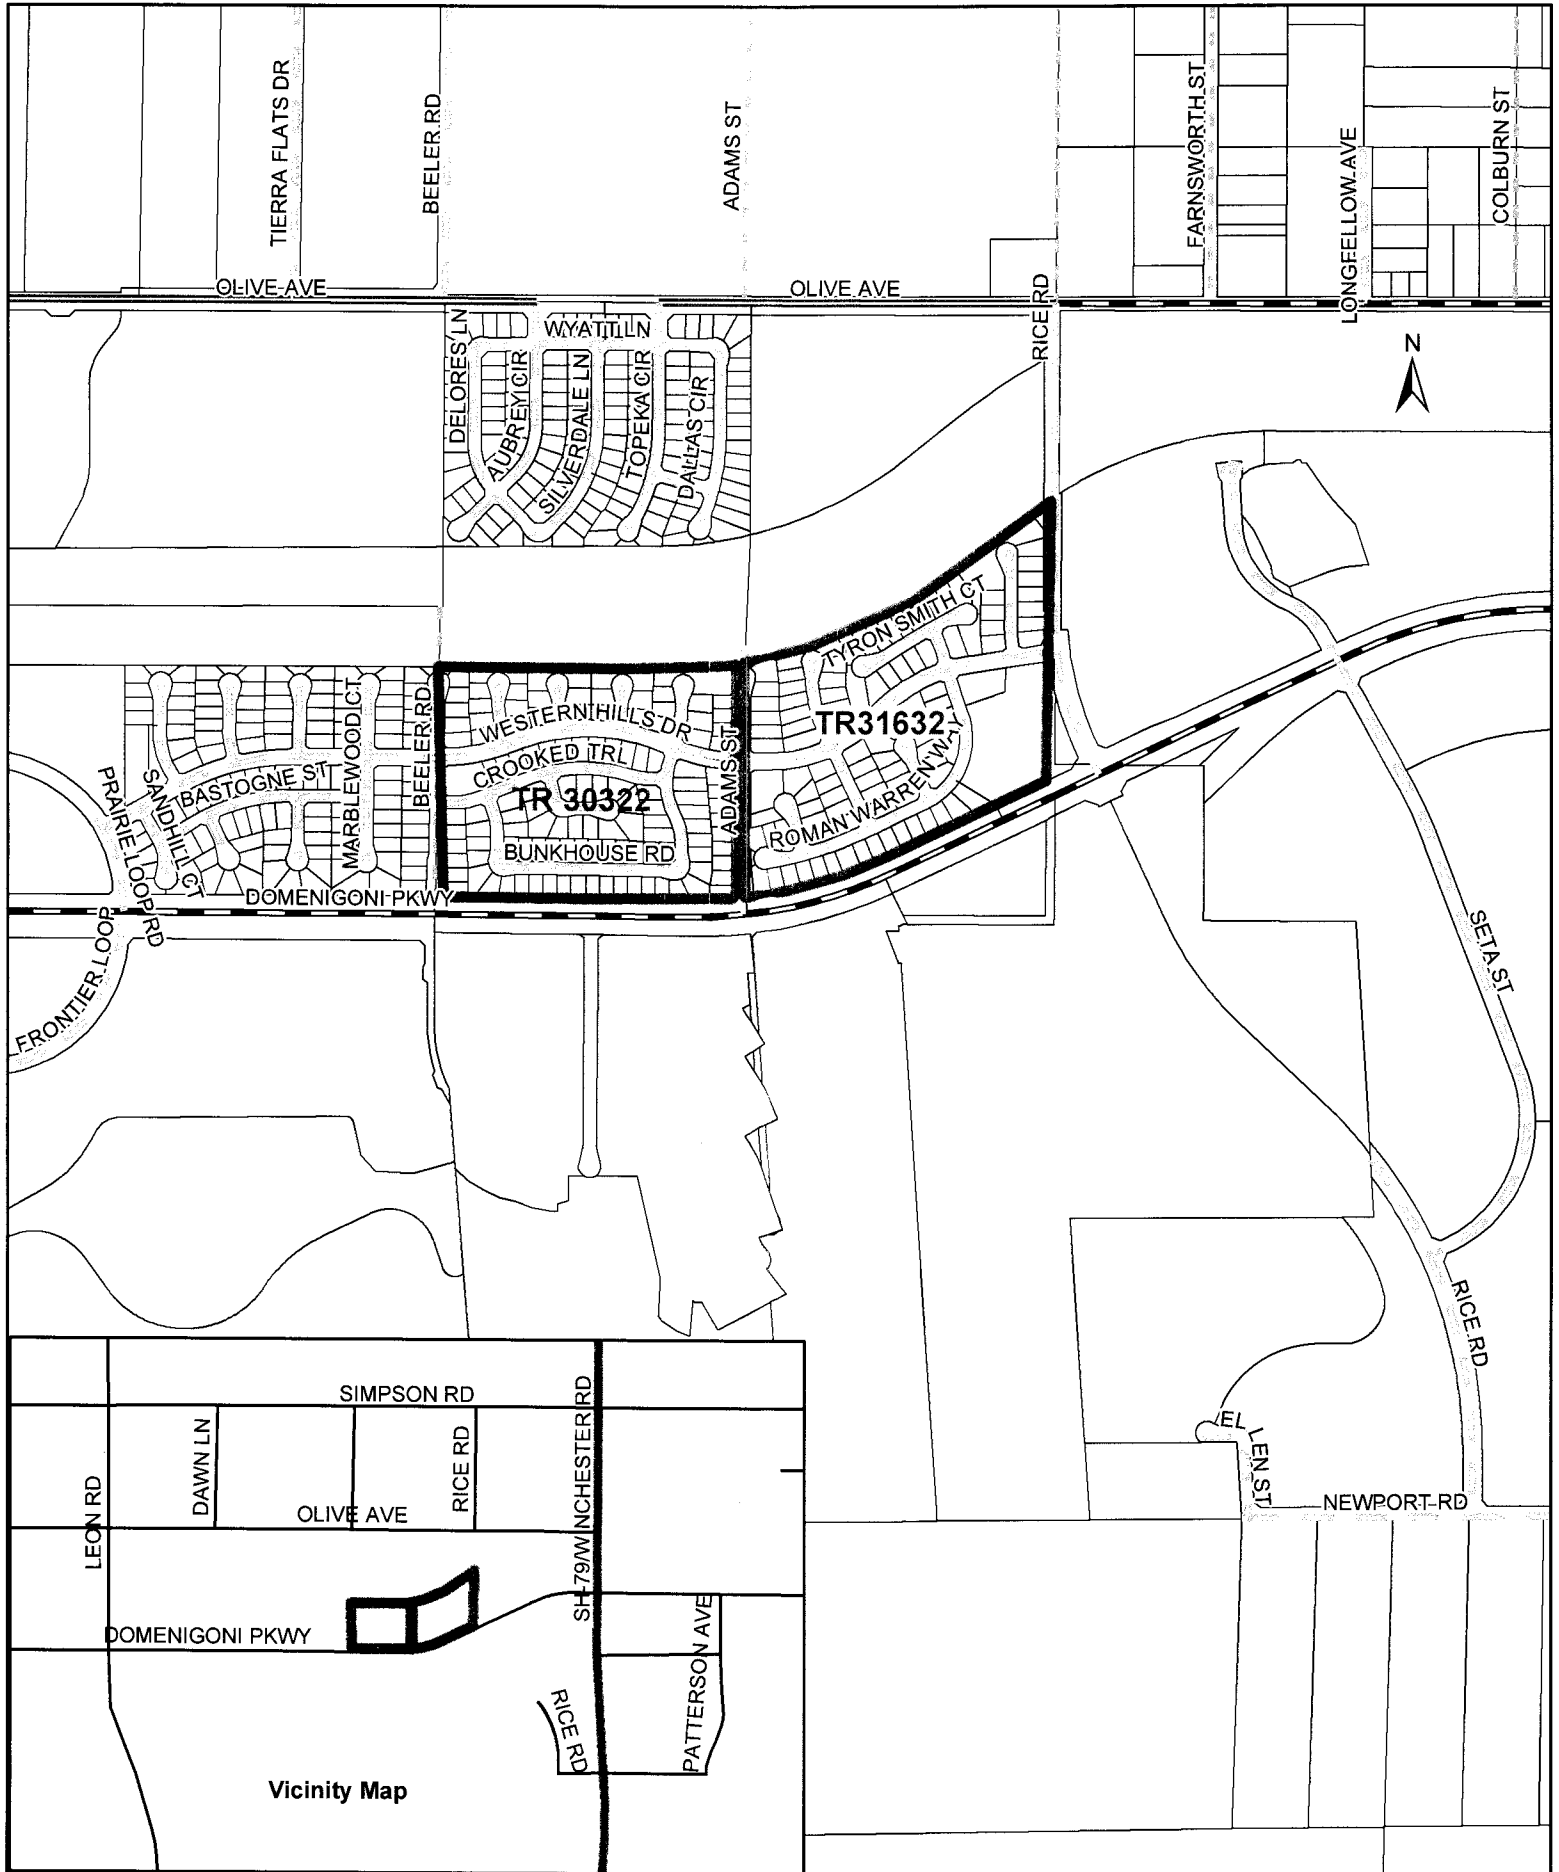 TIERRA FLATS DR
BEELER RD
ADAMS ST
FARNSWORTH ST
LONGFELLOW AVE
COLBURN ST
OLIVE AVE
OLIVE AVE
RICE RD
N
DELORES LN
WYATT LN
AUBREY CIR
SILVERDALE LN
TOPEKA CIR
DALLAS CIR
TYRON SMITH CT
TR31632
ROMAN WARREN WAY
WESTERN HILLS DR
CROOKED TRL
TR 30322
BUNKHOUSE RD
ADAMS ST
BEELER RD
MARBLEWOOD CT
BASTOGNE ST
SANDHILL CT
PRAIRIE LOOP RD
DOMENIGONI PKWY
FRONTIER LOOP
SETA ST
RICE RD
EL
LEN ST
NEWPORT RD
SIMPSON RD
LEON RD
DAWN LN
RICE RD
OLIVE AVE
SH-79/W NCHESTER RD
DOMENIGONI PKWY
RICE RD
PATTERSON AVE
Vicinity Map